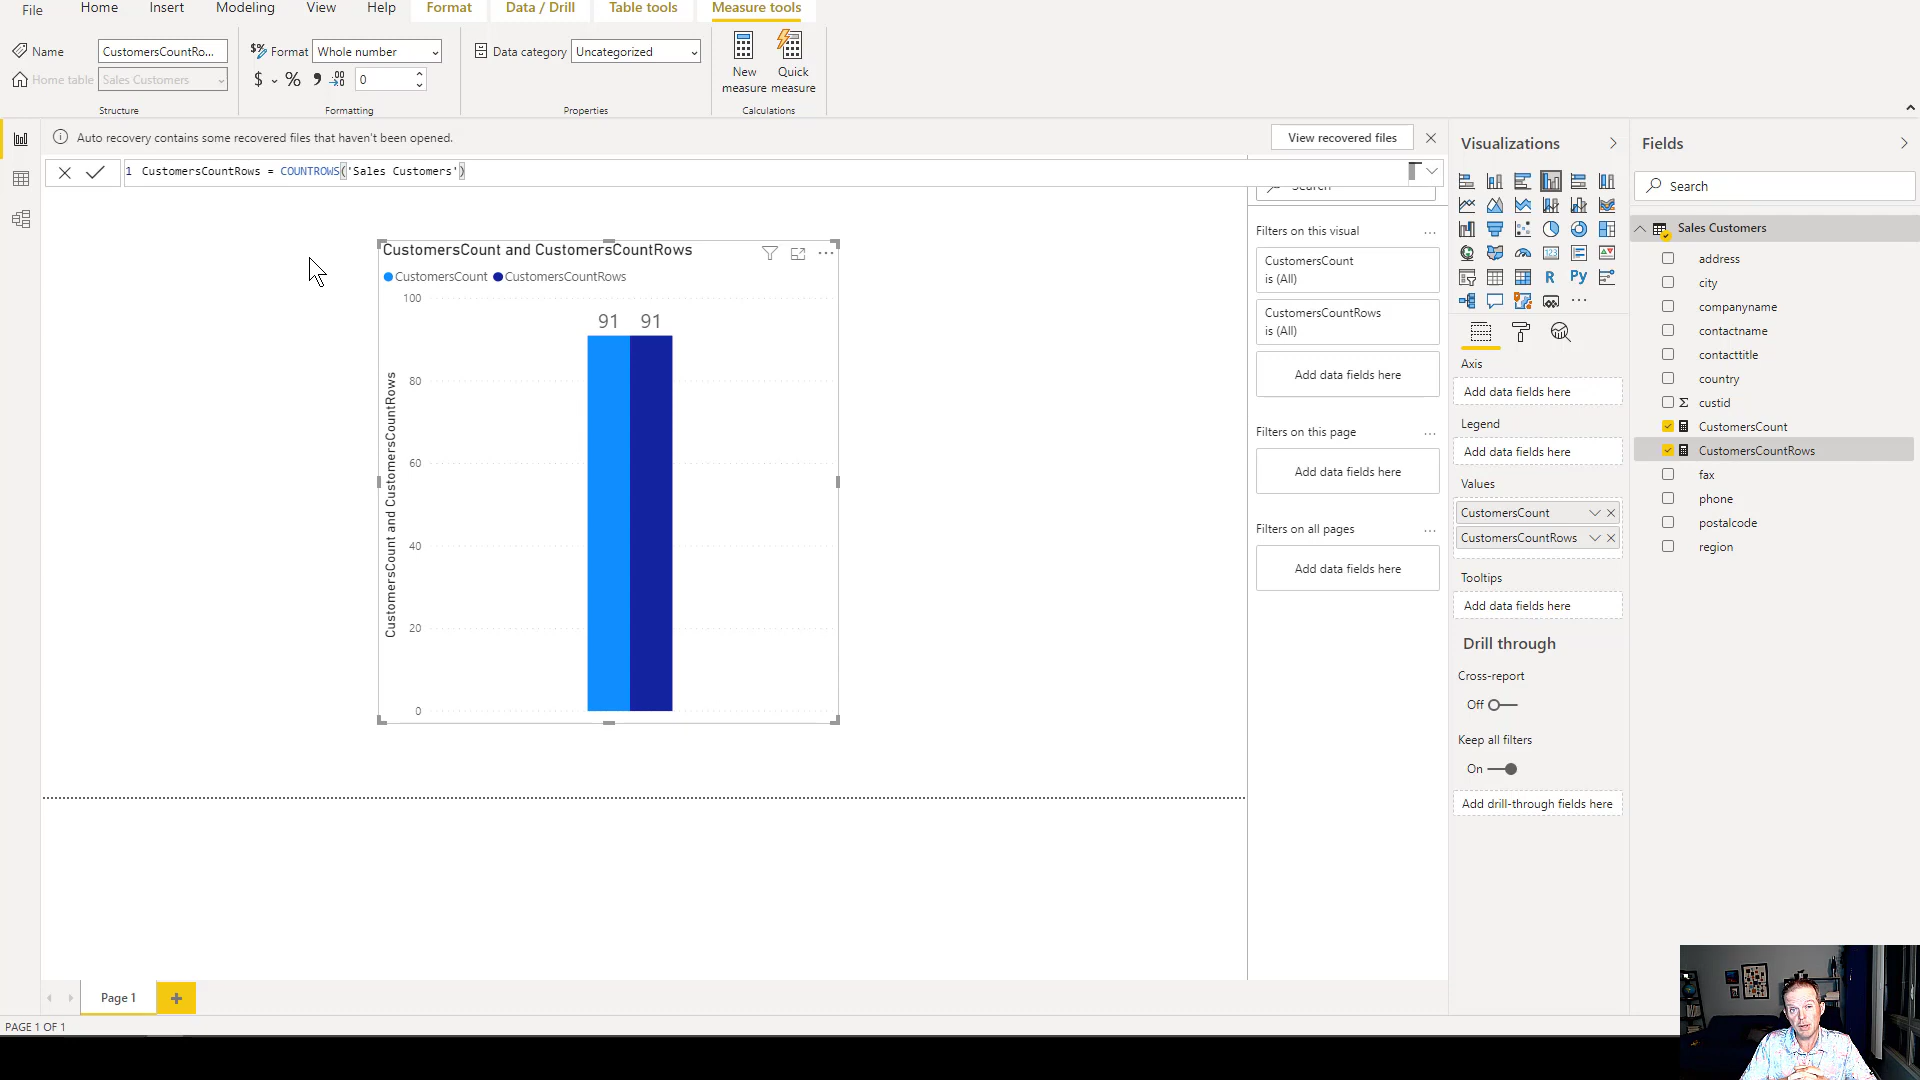 File
Home
Insert
Modeling
View
Help
Format
Data / Drill
Table tools
Measure tools
Name
CustomersCountRo...
Home table
Sales Customers
Structure
Format
Whole number
$
%
0
Formatting
Data category
Uncategorized
Properties
New
measure
Quick
measure
Calculations
Auto recovery contains some recovered files that haven't been opened.
View recovered files
1 CustomersCountRows = COUNTROWS('Sales Customers')
CustomersCount and CustomersCountRows
CustomersCount
CustomersCountRows
100
80
60
40
20
0
91
91
CustomersCount and CustomersCountRows
Search
Filters on this visual
CustomersCount
is (All)
CustomersCountRows
is (All)
Add data fields here
Filters on this page
Add data fields here
Filters on all pages
Add data fields here
Visualizations
R
Py
123
Axis
Add data fields here
Legend
Add data fields here
Values
CustomersCount
CustomersCountRows
Tooltips
Add data fields here
Drill through
Cross-report
Off
Keep all filters
On
Add drill-through fields here
Fields
Search
Sales Customers
address
city
companyname
contactname
contacttitle
country
Σ custid
CustomersCount
CustomersCountRows
fax
phone
postalcode
region
Page 1
PAGE 1 OF 1